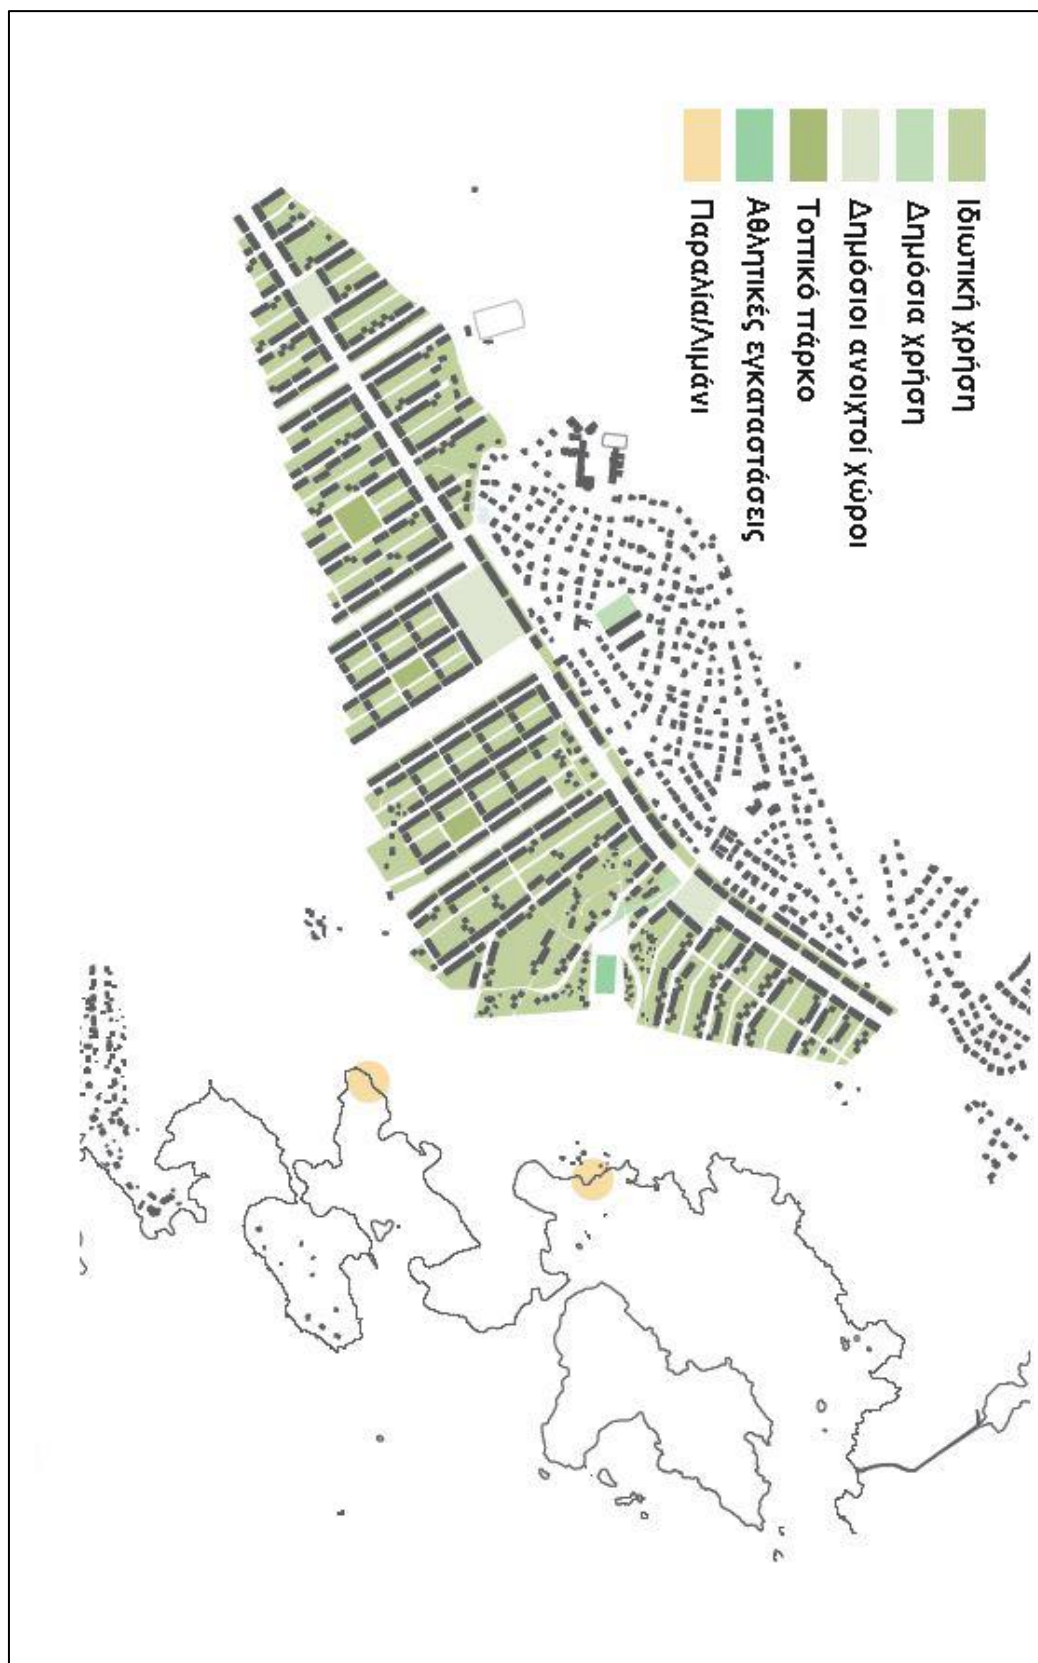 Ιδιωτική χρήση
Δημόσια χρήση
Δημόσιοι ανοιχτοί χώροι
Τοπικό πάρκο
Αθλητικές εγκαταστάσεις
Παραλία/Λιμάνι